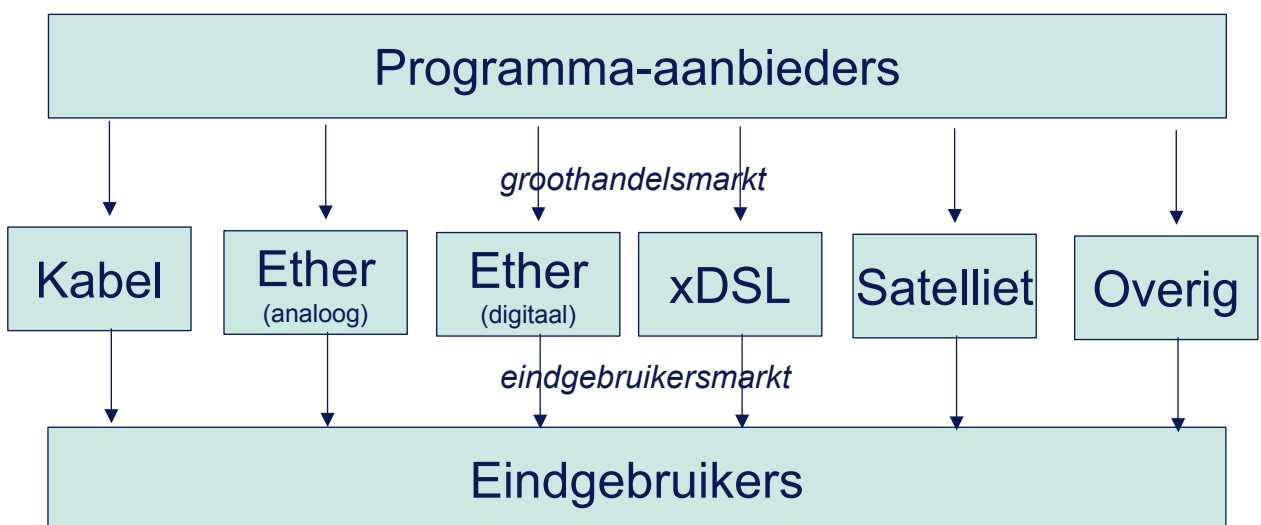 Programma-aanbieders
groothandelsmarkt
Kabel
Ether
(analoog)
Ether
(digitaal)
xDSL
Satelliet
Overig
eindgebruikersmarkt
Eindgebruikers